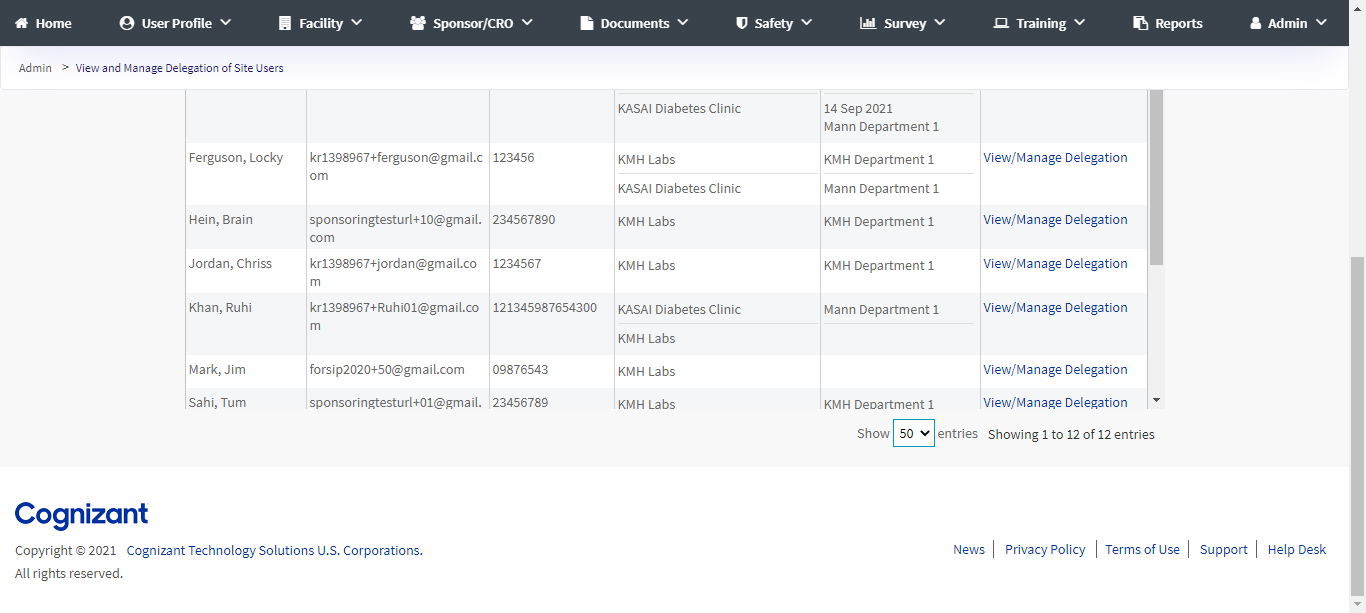 Home User Profile Facility Sponsor/CRO Documents Safety Survey Training Reports Admin
Admin > View and Manage Delegation of Site Users
KASAI Diabetes Clinic 14 Sep 2021
Mann Department 1
Ferguson, Locky kr1398967+ferguson@gmail.c 123456 KMH Labs KMH Department 1 View/Manage Delegation
om
KASAI Diabetes Clinic Mann Department 1
Hein, Brain sponsoringtesturl+10@gmail. 234567890 KMH Labs KMH Department 1 View/Manage Delegation
com
Jordan, Chriss kr1398967+jordan@gmail.co 1234567 KMH Labs KMH Department 1 View/Manage Delegation
m
Khan, Ruhi kr1398967+Ruhi01@gmail.co 121345987654300 KASAI Diabetes Clinic Mann Department 1 View/Manage Delegation
m
KMH Labs
Mark, Jim forsip2020+50@gmail.com 09876543 KMH Labs View/Manage Delegation
Sahi, Tum sponsoringtesturl+01@gmail. 23456789 KMH Labs KMH Department 1 View/Manage Delegation
Show 50 entries Showing 1 to 12 of 12 entries
Cognizant
Copyright © 2021 Cognizant Technology Solutions U.S. Corporations.
All rights reserved.
News Privacy Policy Terms of Use Support Help Desk